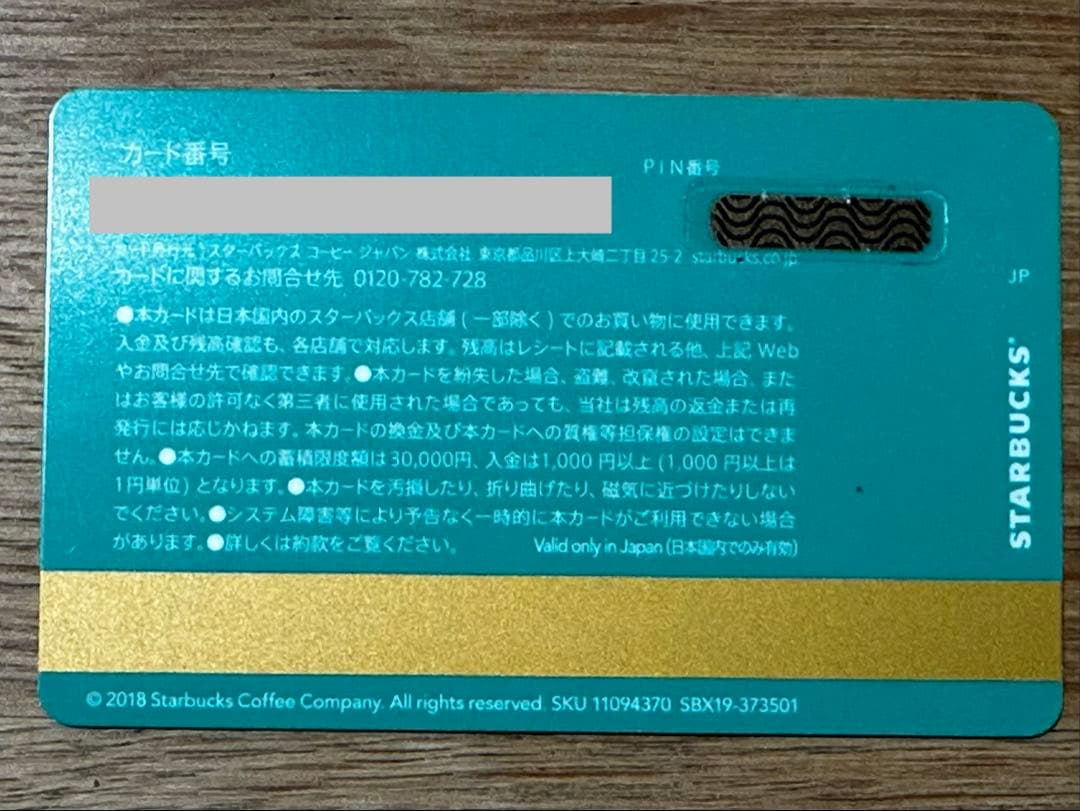 カード番号
PIN番号
カード発行元：スターバックス コーヒー ジャパン 株式会社 東京都品川区上大崎二丁目25-2 starbucks.co.jp
カードに関するお問合せ先 0120-782-728
JP
●本カードは日本国内のスターバックス店舗(一部除く)でのお買い物に使用できます。
入金及び残高確認も、各店舗で対応します。残高はレシートに記載される他、上記 Web
やお問合せ先で確認できます。●本カードを紛失した場合、盗難、改竄された場合、また
はお客様の許可なく第三者に使用された場合であっても、当社は残高の返金または再
発行には応じかねます。本カードの換金及び本カードへの質権等担保権の設定はできま
せん。●本カードへの蓄積限度額は30,000円、入金は1,000 円以上(1,000 円以上は
1円単位)となります。●本カードを汚損したり、折り曲げたり、磁気に近づけたりしない
でください。●システム障害等により予告なく一時的に本カードがご利用できない場合
があります。●詳しくは約款をご覧ください。 Valid only in Japan (日本国内でのみ有効)
STARBUCKS®
© 2018 Starbucks Coffee Company. All rights reserved. SKU 11094370 SBX19-373501